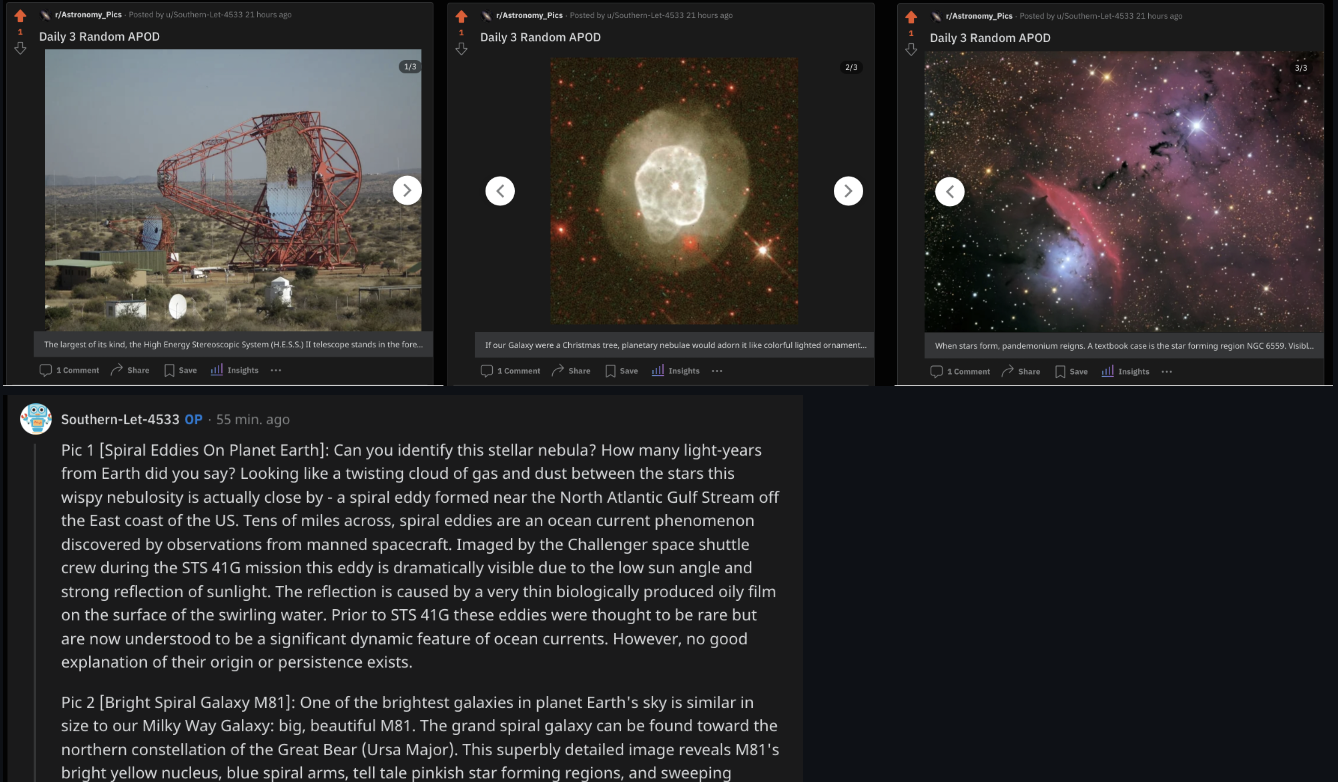 r/Astronomy_Pics · Posted by u/Southern-Let-4533 21 hours ago
1
Daily 3 Random APOD
1/3
The largest of its kind, the High Energy Stereoscopic System (H.E.S.S.) II telescope stands in the fore...
1 Comment Share Save Insights ...
r/Astronomy_Pics · Posted by u/Southern-Let-4533 21 hours ago
1
Daily 3 Random APOD
2/3
If our Galaxy were a Christmas tree, planetary nebulae would adorn it like colorful lighted ornament...
1 Comment Share Save Insights ...
r/Astronomy_Pics · Posted by u/Southern-Let-4533 21 hours ago
1
Daily 3 Random APOD
3/3
When stars form, pandemonium reigns. A textbook case is the star forming region NGC 6559. Visibl...
1 Comment Share Save Insights ...
Southern-Let-4533 OP · 55 min. ago
Pic 1 [Spiral Eddies On Planet Earth]: Can you identify this stellar nebula? How many light-years
from Earth did you say? Looking like a twisting cloud of gas and dust between the stars this
wispy nebulosity is actually close by - a spiral eddy formed near the North Atlantic Gulf Stream off
the East coast of the US. Tens of miles across, spiral eddies are an ocean current phenomenon
discovered by observations from manned spacecraft. Imaged by the Challenger space shuttle
crew during the STS 41G mission this eddy is dramatically visible due to the low sun angle and
strong reflection of sunlight. The reflection is caused by a very thin biologically produced oily film
on the surface of the swirling water. Prior to STS 41G these eddies were thought to be rare but
are now understood to be a significant dynamic feature of ocean currents. However, no good
explanation of their origin or persistence exists.
Pic 2 [Bright Spiral Galaxy M81]: One of the brightest galaxies in planet Earth's sky is similar in
size to our Milky Way Galaxy: big, beautiful M81. The grand spiral galaxy can be found toward the
northern constellation of the Great Bear (Ursa Major). This superbly detailed image reveals M81's
bright yellow nucleus, blue spiral arms, tell tale pinkish star forming regions, and sweeping